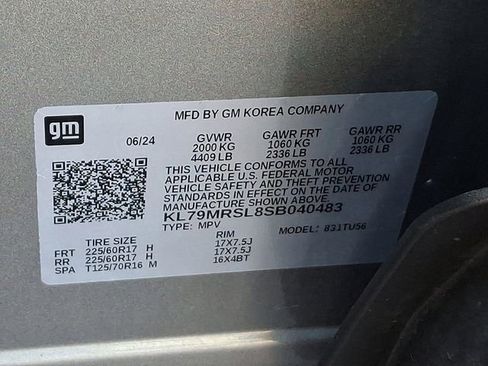 gm
MFD BY GM KOREA COMPANY
06/24 GVWR GAWR FRT GAWR RR
2000 KG 1060 KG 1060 KG
4409 LB 2336 LB 2336 LB
THIS VEHICLE CONFORMS TO ALL
APPLICABLE U.S. FEDERAL MOTOR
VEHICLE SAFETY AND THEFT PREVENTION
STANDARDS IN EFFECT ON THE DATE OF
MANUFACTURE SHOWN ABOVE.
KL79MRSL8SB040483
TYPE: MPV MODEL: 831TU56
TIRE SIZE RIM
FRT 225/60R17 H 17X7.5J
RR 225/60R17 H 17X7.5J
SPA T125/70R16 M 16X4BT